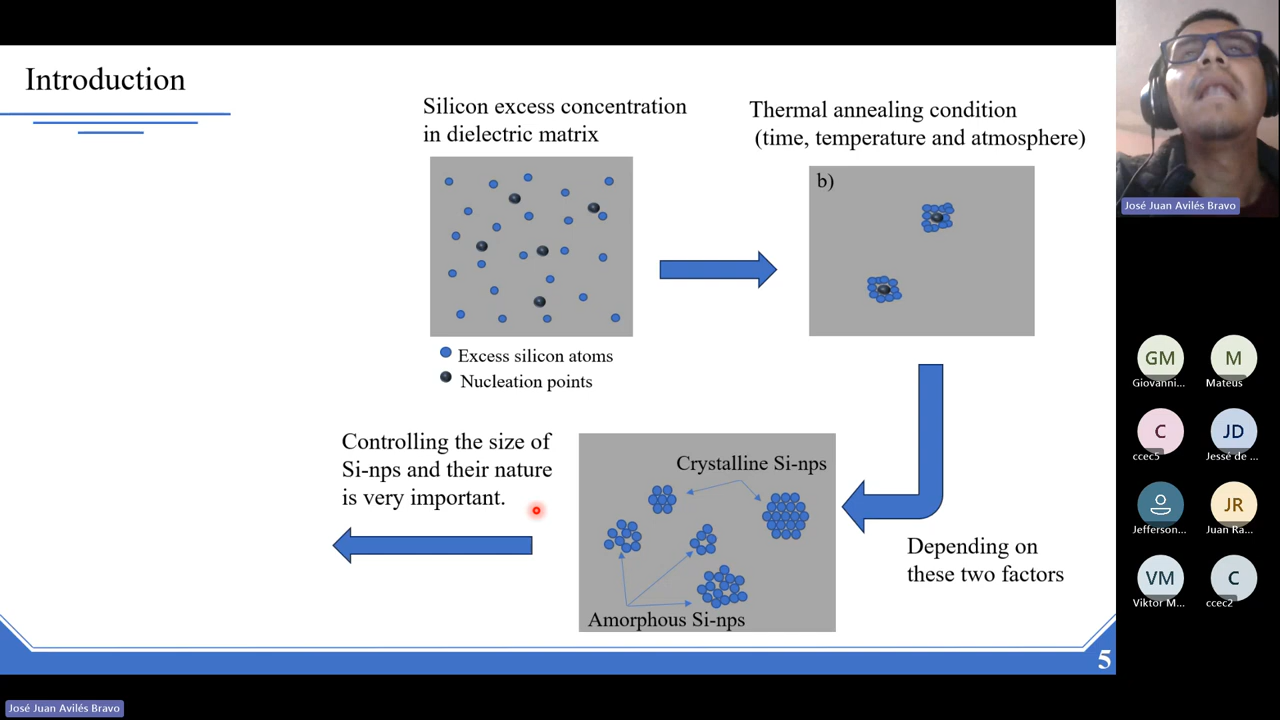 Introduction
Silicon excess concentration
in dielectric matrix
Thermal annealing condition
(time, temperature and atmosphere)
b)
Excess silicon atoms
Nucleation points
Controlling the size of
Si-nps and their nature
is very important.
Crystalline Si-nps
Amorphous Si-nps
Depending on
these two factors
5
José Juan Avilés Bravo
GM
Giovanni...
M
Mateus
C
ccec5
JD
Jessé de ...
Jefferson...
JR
Juan Ra...
VM
Viktor M...
C
ccec2
José Juan Avilés Bravo